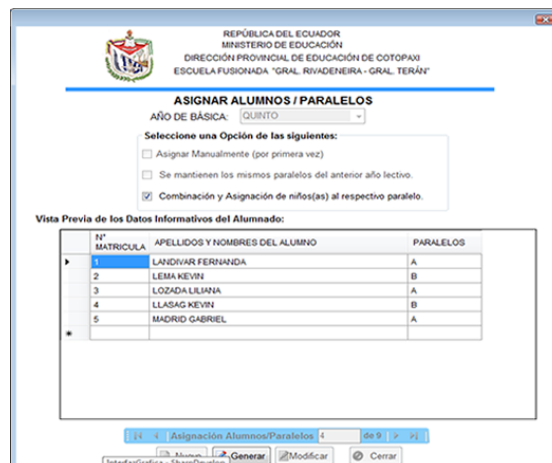 REPÚBLICA DEL ECUADOR
MINISTERIO DE EDUCACIÓN
DIRECCIÓN PROVINCIAL DE EDUCACIÓN DE COTOPAXI
ESCUELA FUSIONADA "GRAL. RIVADENEIRA - GRAL. TERÁN"
ASIGNAR ALUMNOS / PARALELOS
AÑO DE BÁSICA: QUINTO
Seleccione una Opción de las siguientes:
Asignar Manualmente (por primera vez)
Se mantienen los mismos paralelos del anterior año lectivo.
Combinación y Asignación de niños(as) al respectivo paralelo.
Vista Previa de los Datos Informativos del Alumnado:
N° MATRICULA APELLIDOS Y NOMBRES DEL ALUMNO PARALELOS
1 LANDIVAR FERNANDA A
2 LEMA KEVIN B
3 LOZADA LILIANA A
4 LLASAG KEVIN B
5 MADRID GABRIEL A
Asignación Alumnos/Paralelos 4 de 9
Nuevo Generar Modificar Cerrar
InterfazGrafica - SharpDevelop